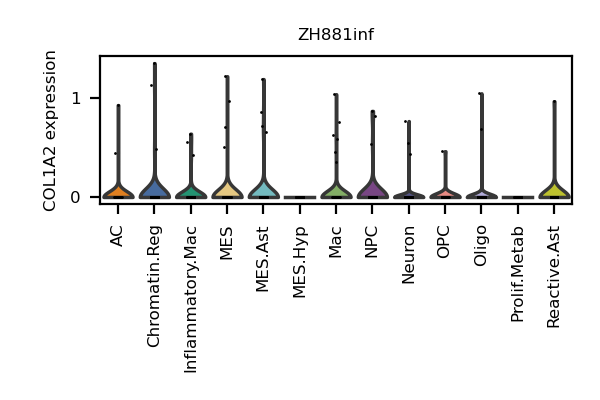 ZH881inf
COL1A2 expression
1
0
AC
Chromatin.Reg
Inflammatory.Mac
MES
MES.Ast
MES.Hyp
Mac
NPC
Neuron
OPC
Oligo
Prolif.Metab
Reactive.Ast